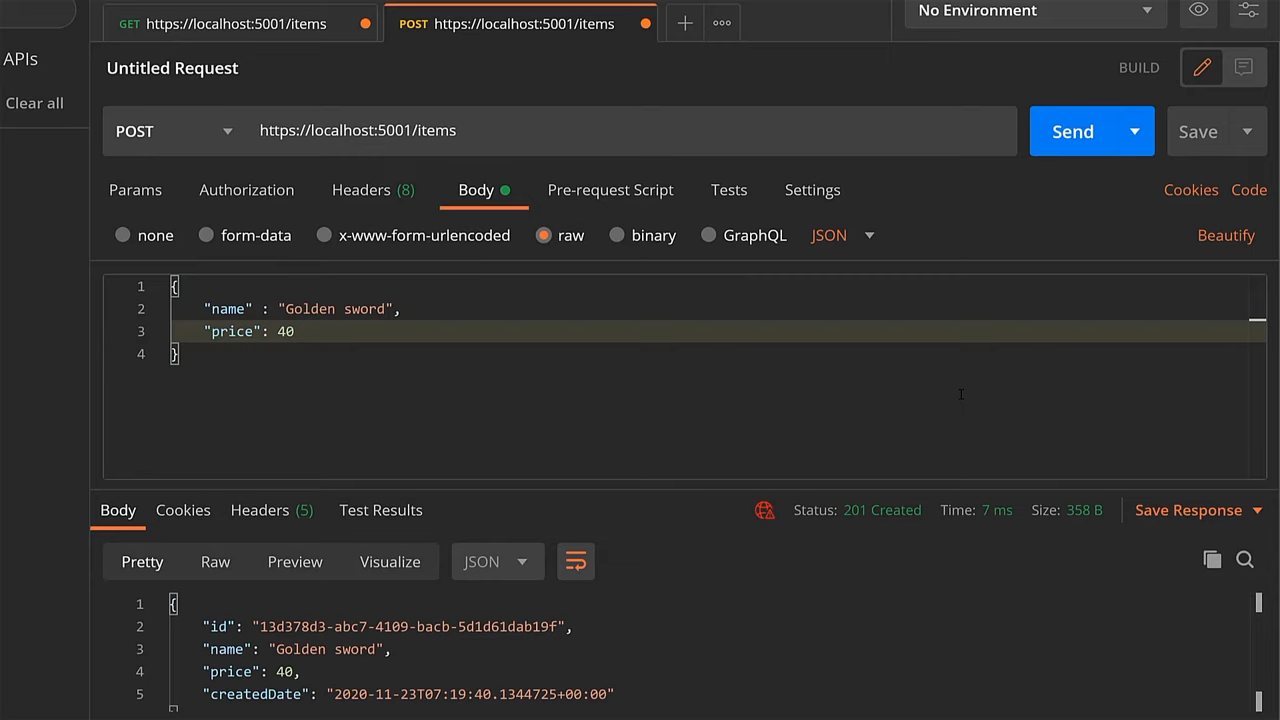 GET https://localhost:5001/items POST https://localhost:5001/items No Environment
APIs
Untitled Request BUILD
Clear all
POST https://localhost:5001/items Send Save
Params Authorization Headers (8) Body Pre-request Script Tests Settings Cookies Code
none form-data x-www-form-urlencoded raw binary GraphQL JSON Beautify
1 {
2 "name" : "Golden sword",
3 "price": 40
4 }
Body Cookies Headers (5) Test Results Status: 201 Created Time: 7 ms Size: 358 B Save Response
Pretty Raw Preview Visualize JSON
1 {
2 "id": "13d378d3-abc7-4109-bacb-5d1d61dab19f",
3 "name": "Golden sword",
4 "price": 40,
5 "createdDate": "2020-11-23T07:19:40.1344725+00:00"